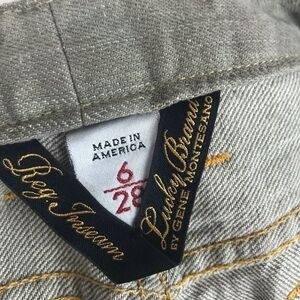 MADE IN
AMERICA
6
28
Reg Inseam
Lucky Brand
BY GENE MONTESANO